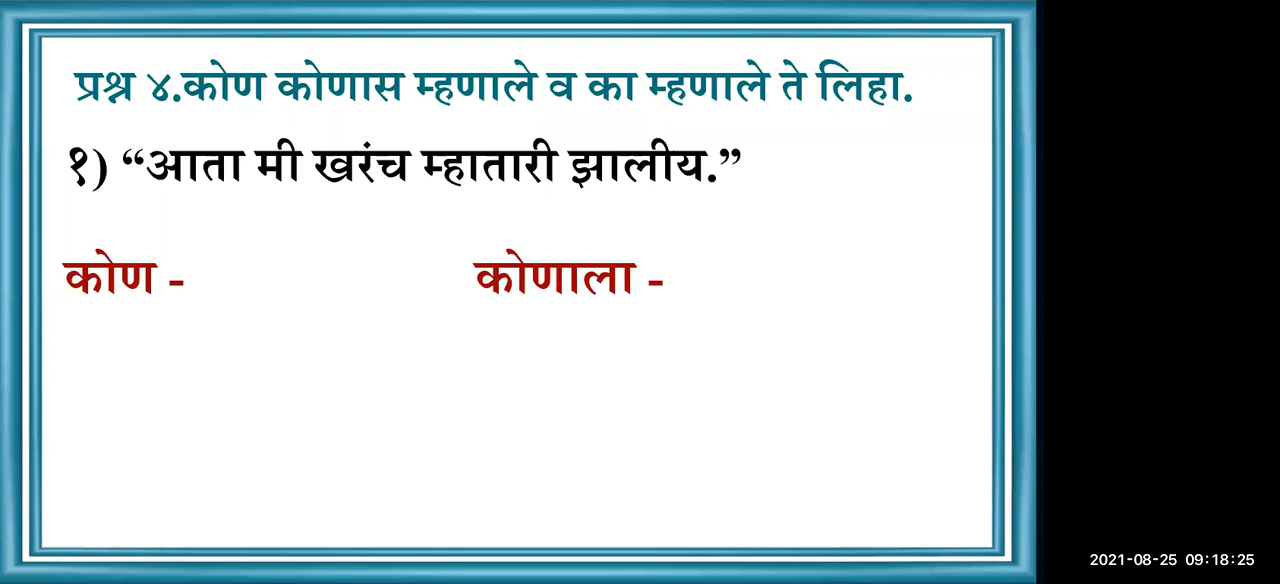 प्रश्न ४.कोण कोणास म्हणाले व का म्हणाले ते लिहा.
१) “आता मी खरंच म्हातारी झालीय.”
कोण - कोणाला -
2021-08-25 09:18:25